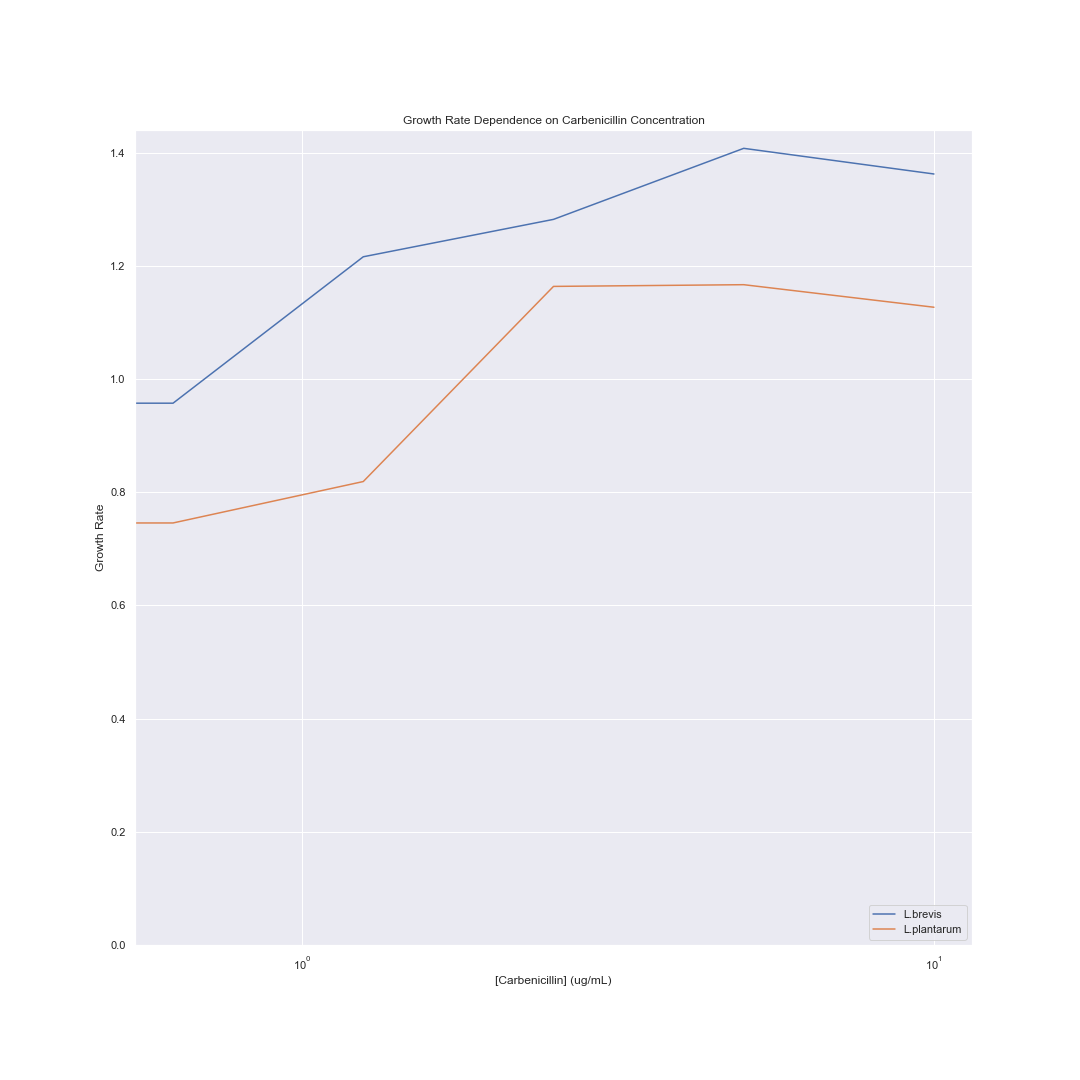 Growth Rate Dependence on Carbenicillin Concentration
1.4
1.2
1.0
0.8
0.6
0.4
0.2
0.0
Growth Rate
10⁰
10¹
[Carbenicillin] (ug/mL)
L.brevis
L.plantarum